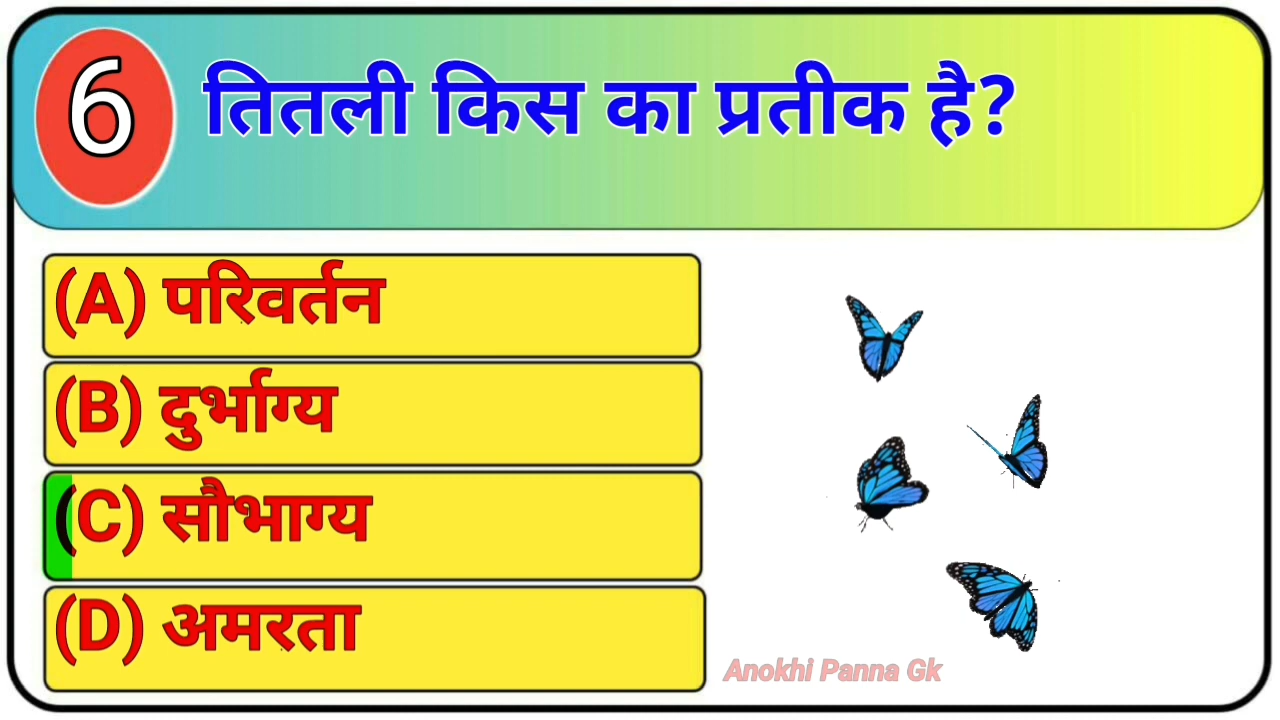 6
तितली किस का प्रतीक है?
(A) परिवर्तन
(B) दुर्भाग्य
(C) सौभाग्य
(D) अमरता
Anokhi Panna Gk